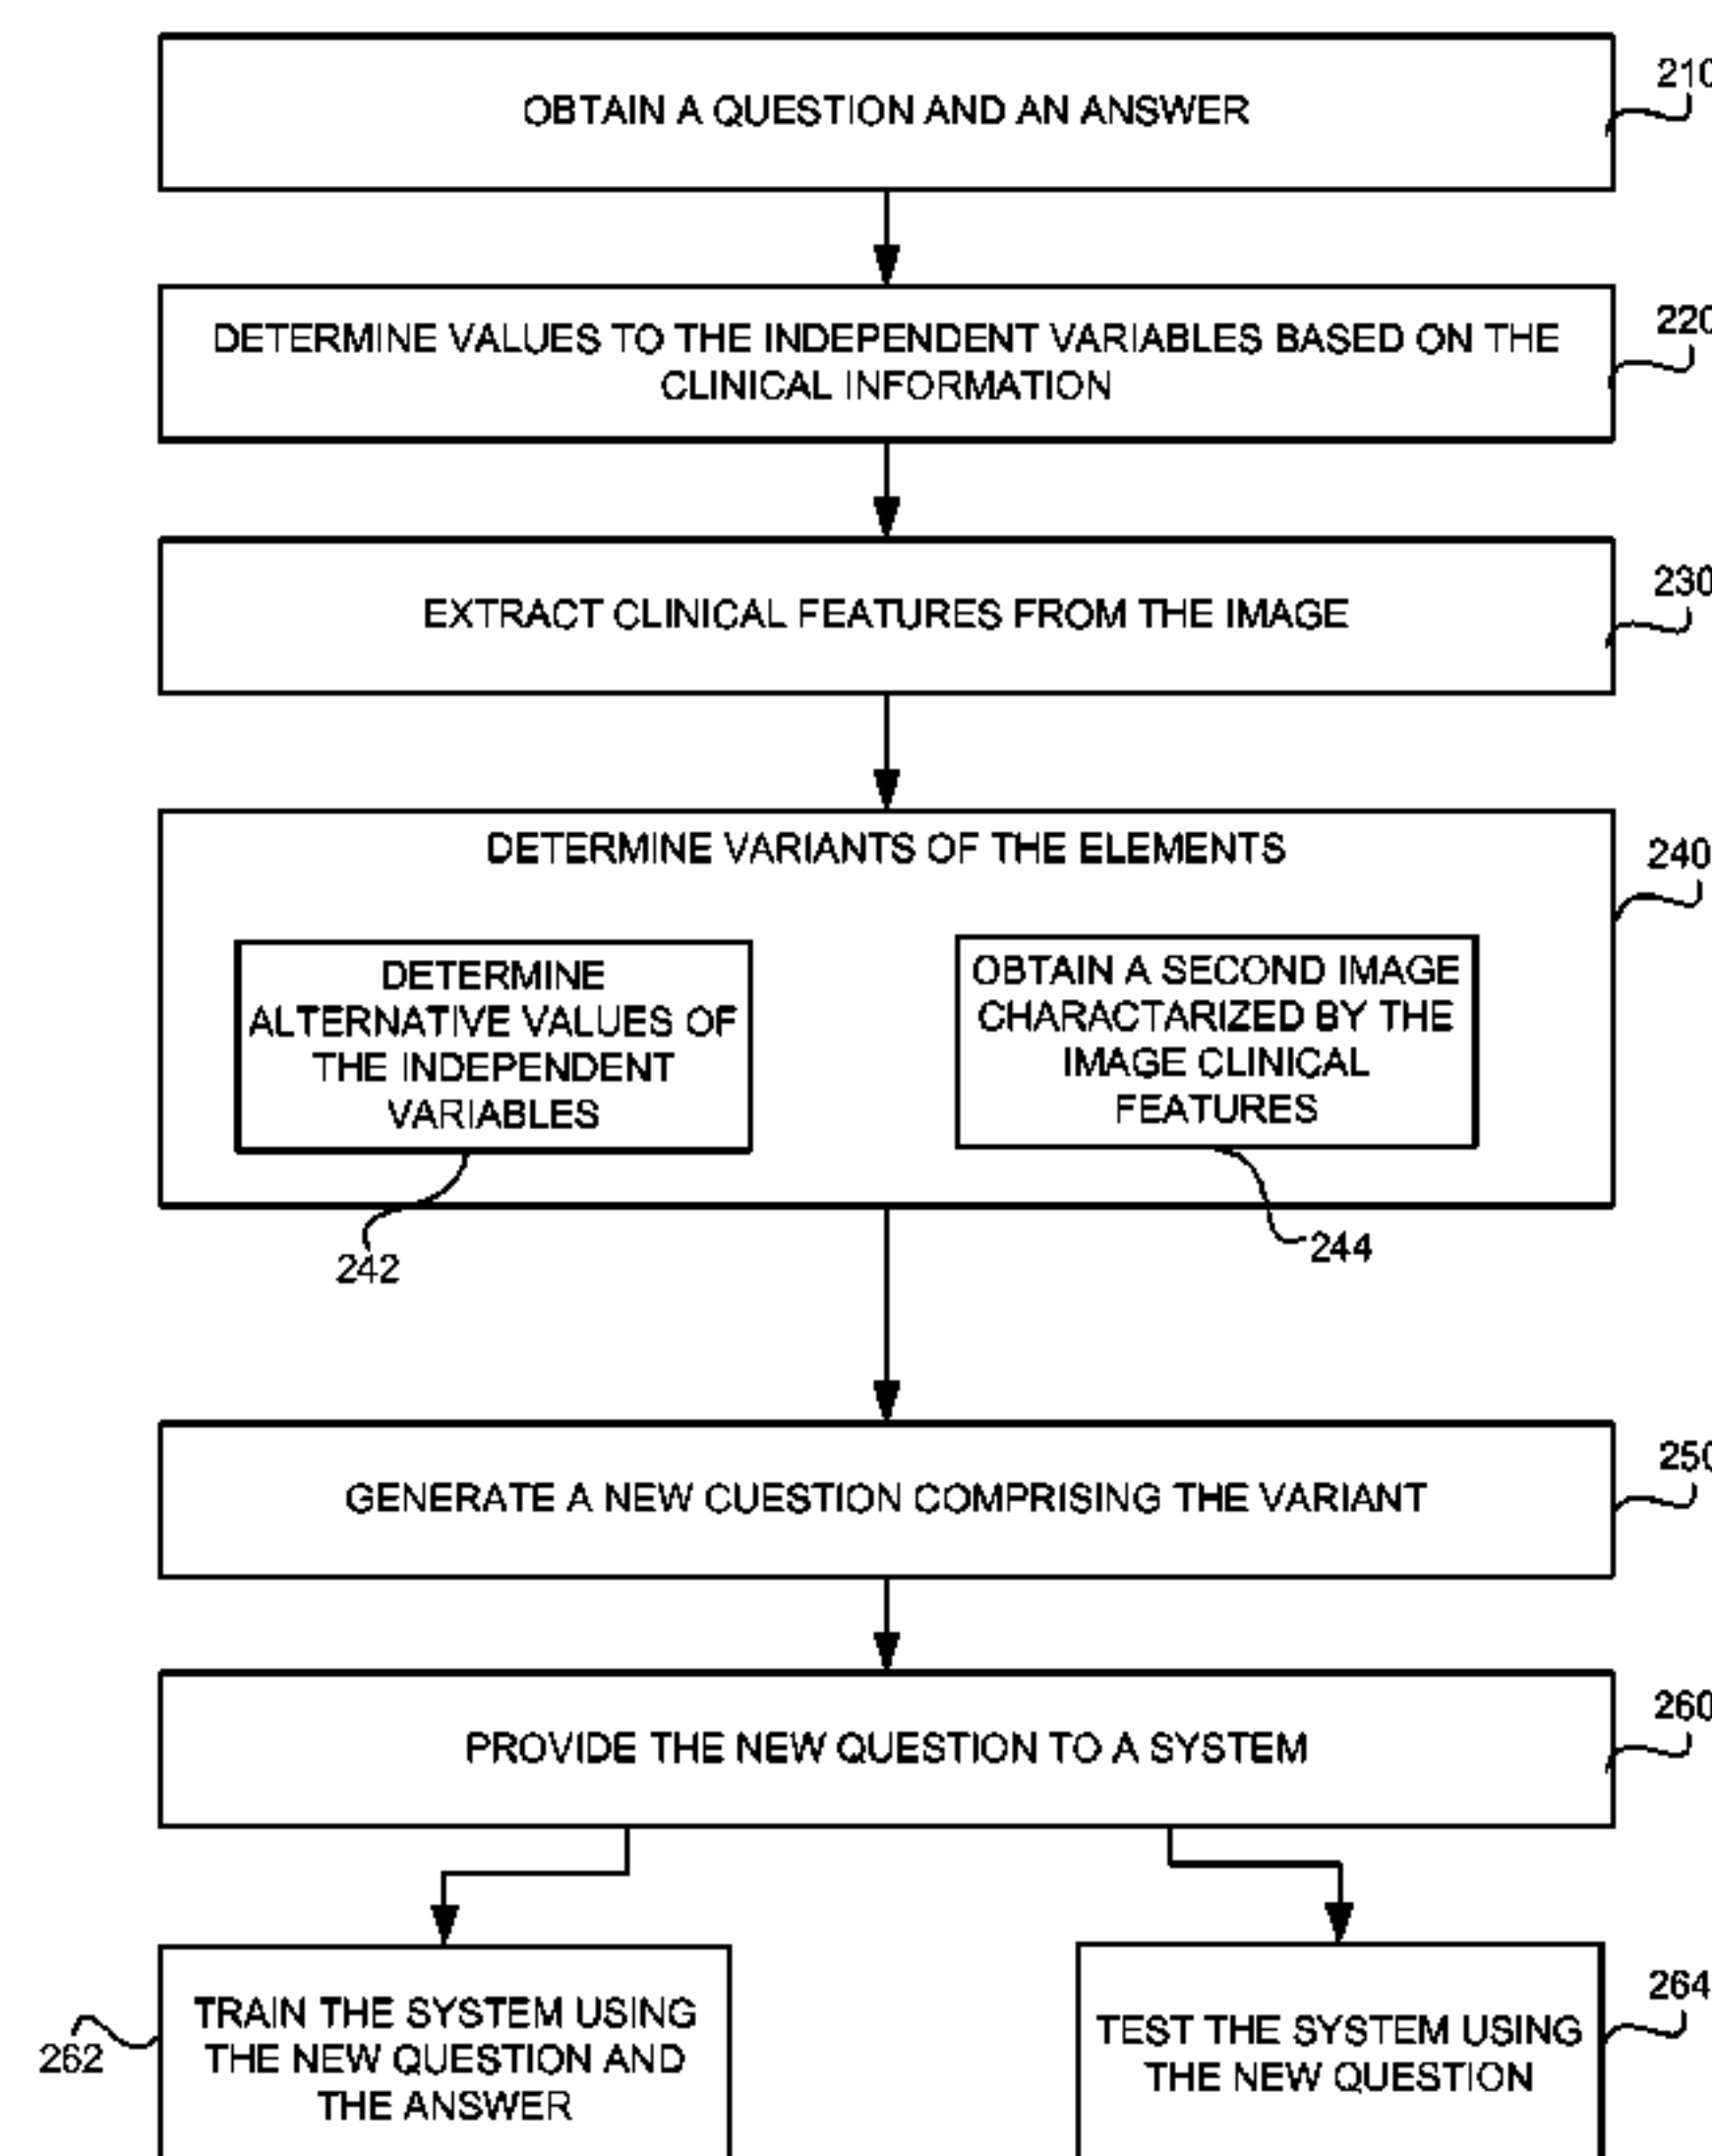 OBTAIN A QUESTION AND AN ANSWER
210
DETERMINE VALUES TO THE INDEPENDENT VARIABLES BASED ON THE
CLINICAL INFORMATION
220
EXTRACT CLINICAL FEATURES FROM THE IMAGE
230
DETERMINE VARIANTS OF THE ELEMENTS
240
DETERMINE
ALTERNATIVE VALUES OF
THE INDEPENDENT
VARIABLES
242
OBTAIN A SECOND IMAGE
CHARACTARIZED BY THE
IMAGE CLINICAL
FEATURES
244
GENERATE A NEW CUESTION COMPRISING THE VARIANT
250
PROVIDE THE NEW QUESTION TO A SYSTEM
260
TRAIN THE SYSTEM USING
THE NEW QUESTION AND
THE ANSWER
262
TEST THE SYSTEM USING
THE NEW QUESTION
264